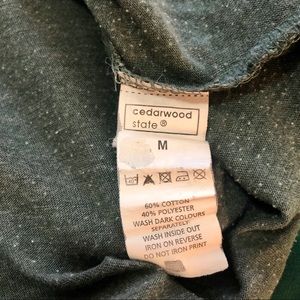 cedarwood
state®
M
60% COTTON
40% POLYESTER
WASH DARK COLOURS
SEPARATELY
WASH INSIDE OUT
IRON ON REVERSE
DO NOT IRON PRINT